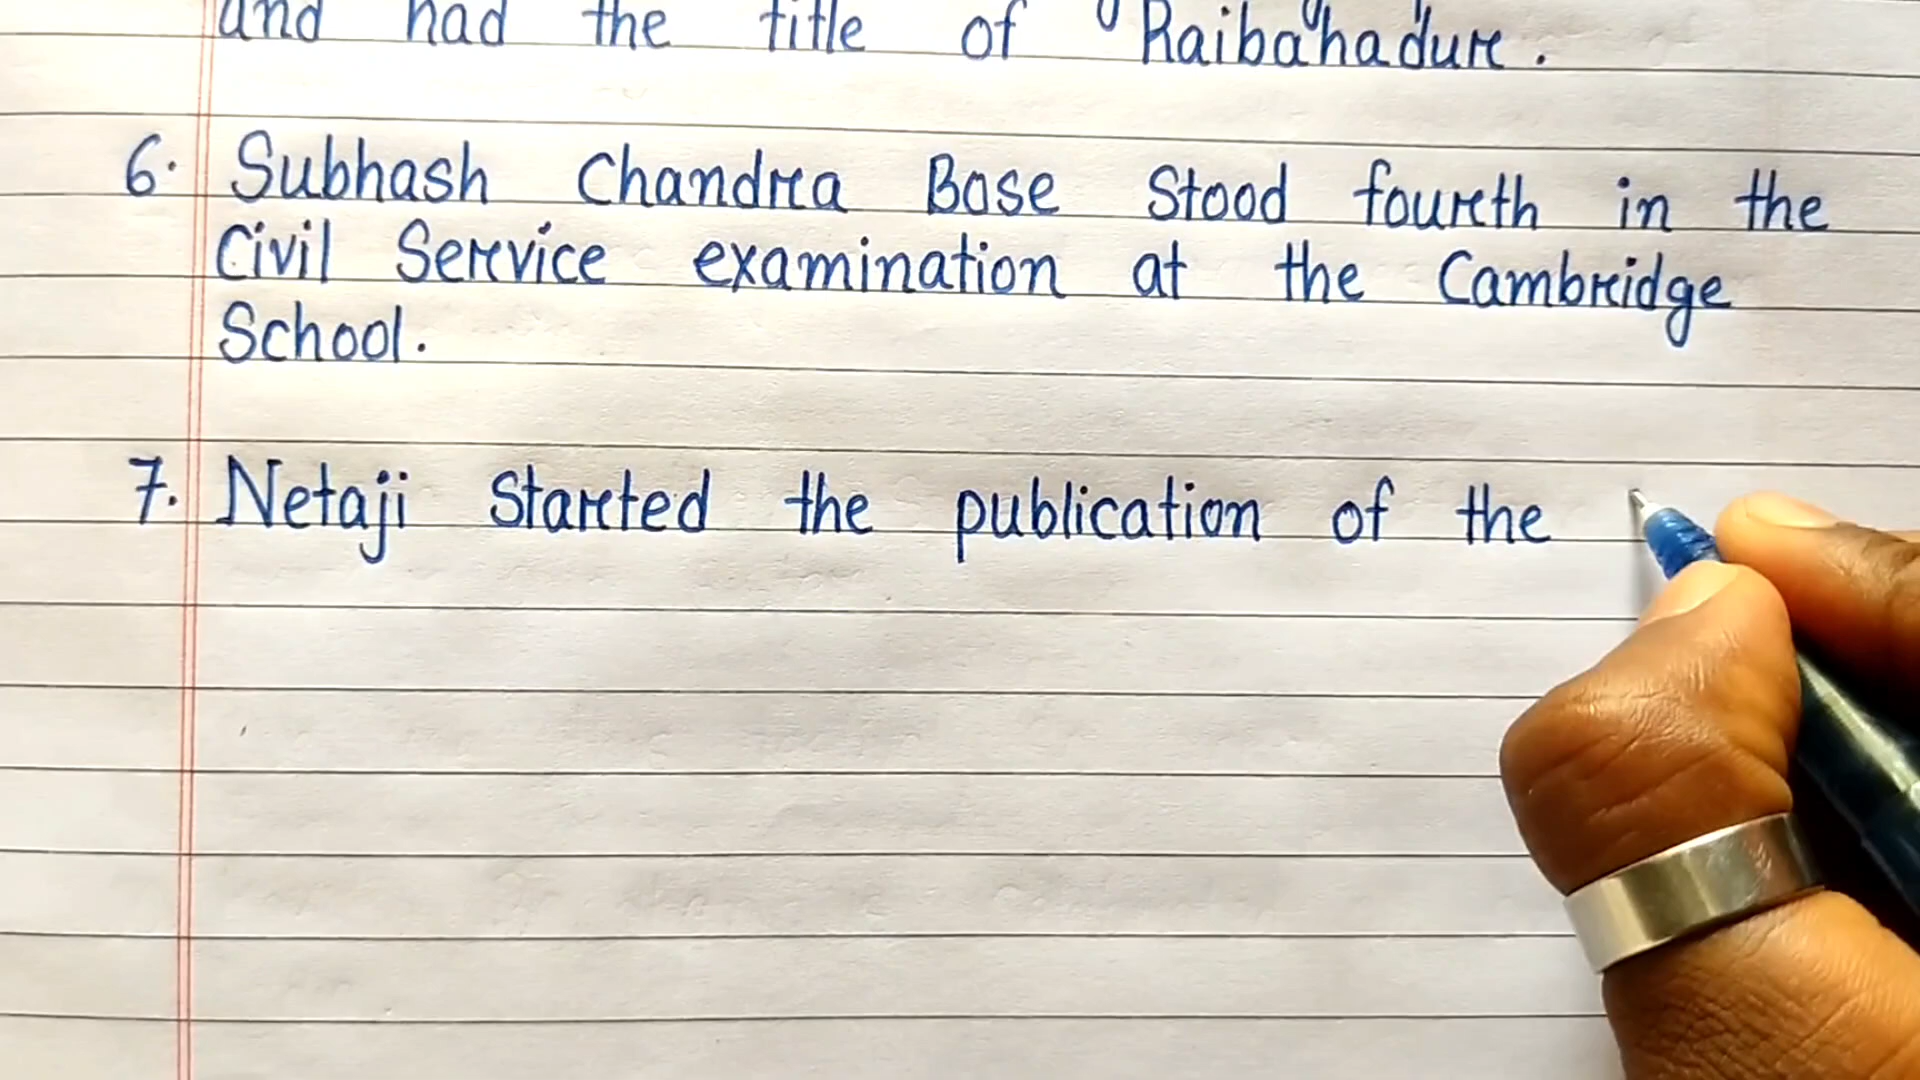 and had the title of Raibahadur.
6. Subhash Chandra Bose Stood fourth in the
Civil Service examination at the Cambridge
School.
7. Netaji Started the publication of the